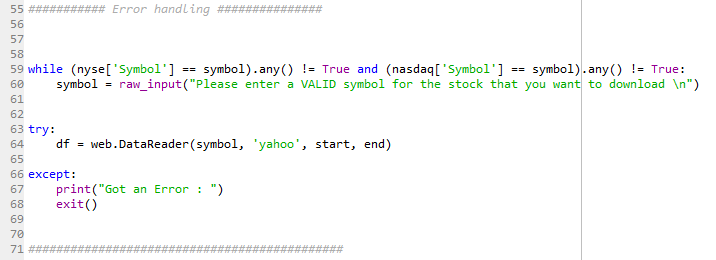 55 ########### Error handling ###############
56
57
58
59 while (nyse['Symbol'] == symbol).any() != True and (nasdaq['Symbol'] == symbol).any() != True:
60     symbol = raw_input("Please enter a VALID symbol for the stock that you want to download \n")
61
62
63 try:
64     df = web.DataReader(symbol, 'yahoo', start, end)
65
66 except:
67     print("Got an Error : ")
68     exit()
69
70
71 #############################################